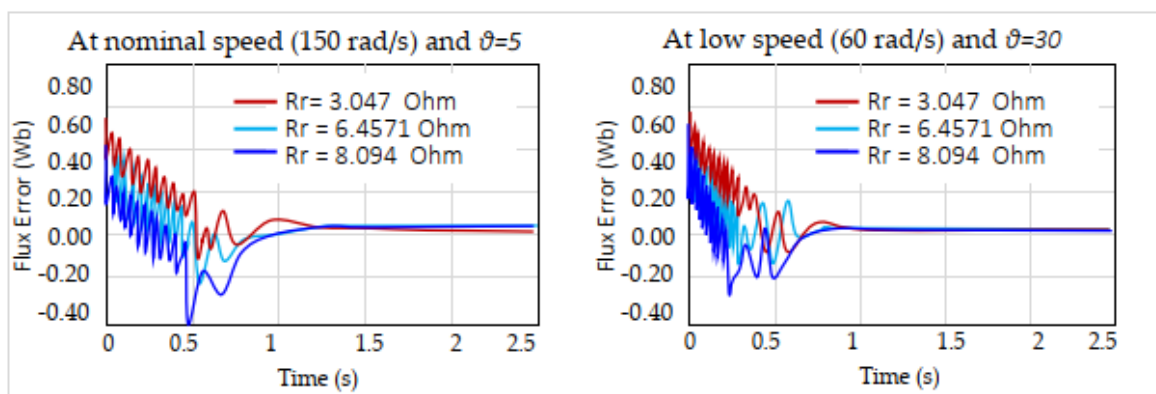 At nominal speed (150 rad/s) and ϑ=5
0.80
0.60
0.40
0.20
0.00
-0.20
-0.40
Flux Error (Wb)
Rr= 3.047 Ohm
Rr = 6.4571 Ohm
Rr = 8.094 Ohm
0 0.5 1 1.5 2 2.5
Time (s)
At low speed (60 rad/s) and ϑ=30
0.80
0.60
0.40
0.20
0.00
-0.20
-0.40
Flux Error (Wb)
Rr = 3.047 Ohm
Rr = 6.4571 Ohm
Rr = 8.094 Ohm
0 0.5 1 1.5 2 2.5
Time (s)